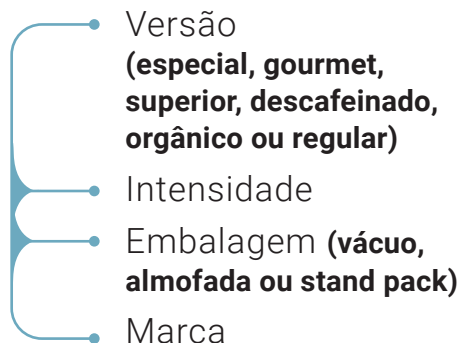 Versão
(especial, gourmet,
superior, descafeinado,
orgânico ou regular)
Intensidade
Embalagem (vácuo,
almofada ou stand pack)
Marca